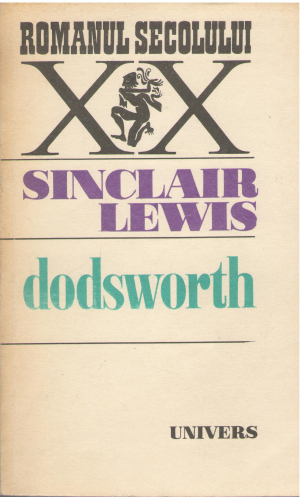 ROMANUL SECOLULUI
XX
SINCLAIR
LEWIS
dodsworth
UNIVERS